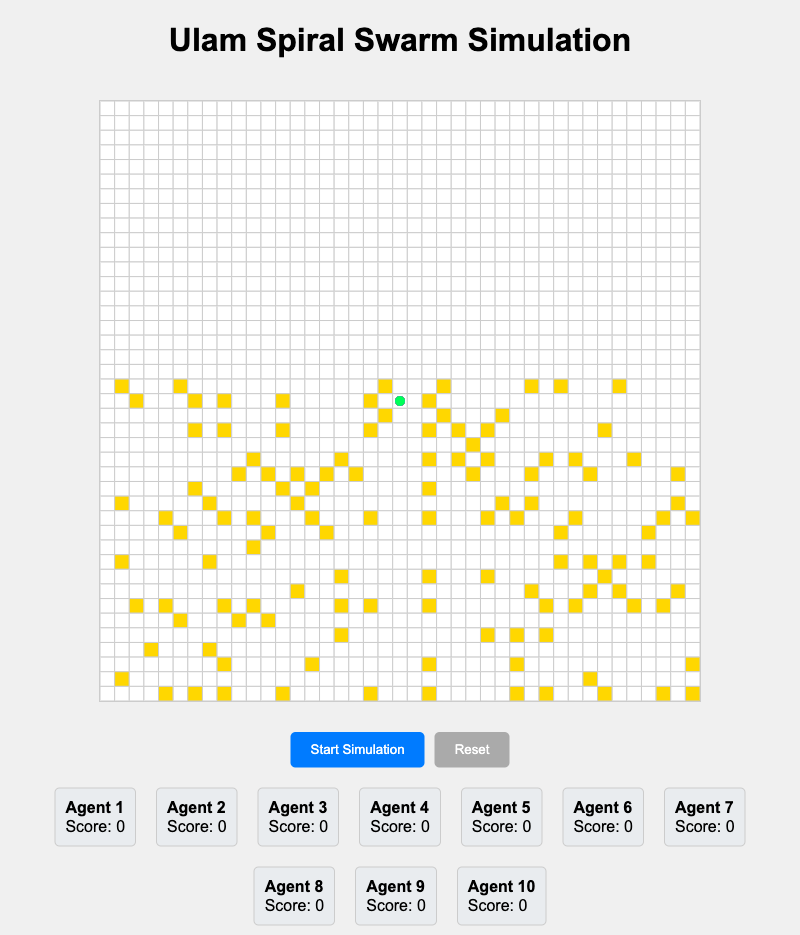 Ulam Spiral Swarm Simulation
Start Simulation Reset
Agent 1 Agent 2 Agent 3 Agent 4 Agent 5 Agent 6 Agent 7
Score: 0 Score: 0 Score: 0 Score: 0 Score: 0 Score: 0 Score: 0
Agent 8 Agent 9 Agent 10
Score: 0 Score: 0 Score: 0